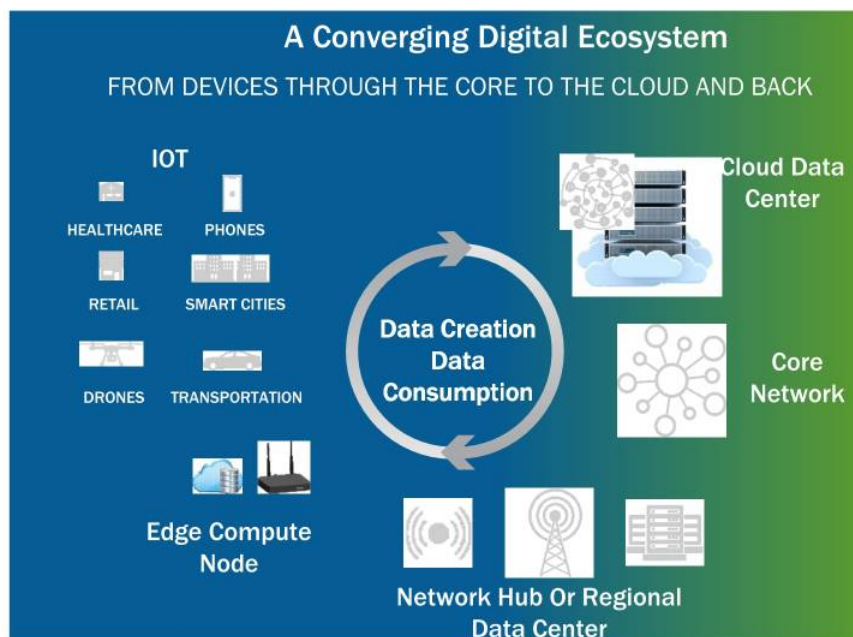 A Converging Digital Ecosystem
FROM DEVICES THROUGH THE CORE TO THE CLOUD AND BACK
IOT
HEALTHCARE
PHONES
RETAIL
SMART CITIES
DRONES
TRANSPORTATION
Edge Compute
Node
Data Creation
Data
Consumption
Cloud Data
Center
Core
Network
Network Hub Or Regional
Data Center